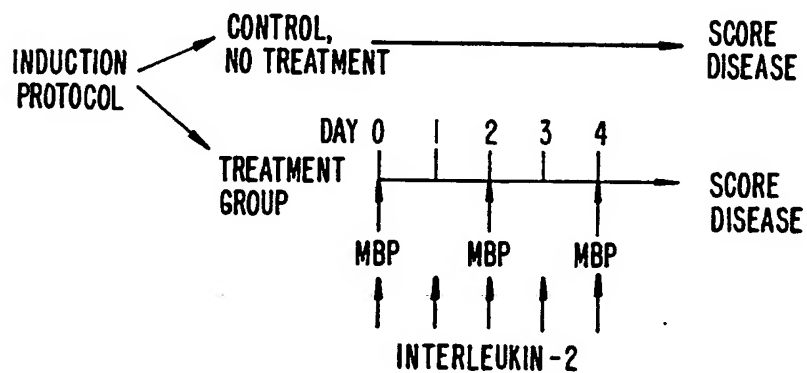 CONTROL,
NO TREATMENT
SCORE
DISEASE
INDUCTION
PROTOCOL
DAY 0 1 2 3 4
TREATMENT
GROUP
SCORE
DISEASE
MBP MBP MBP
INTERLEUKIN-2